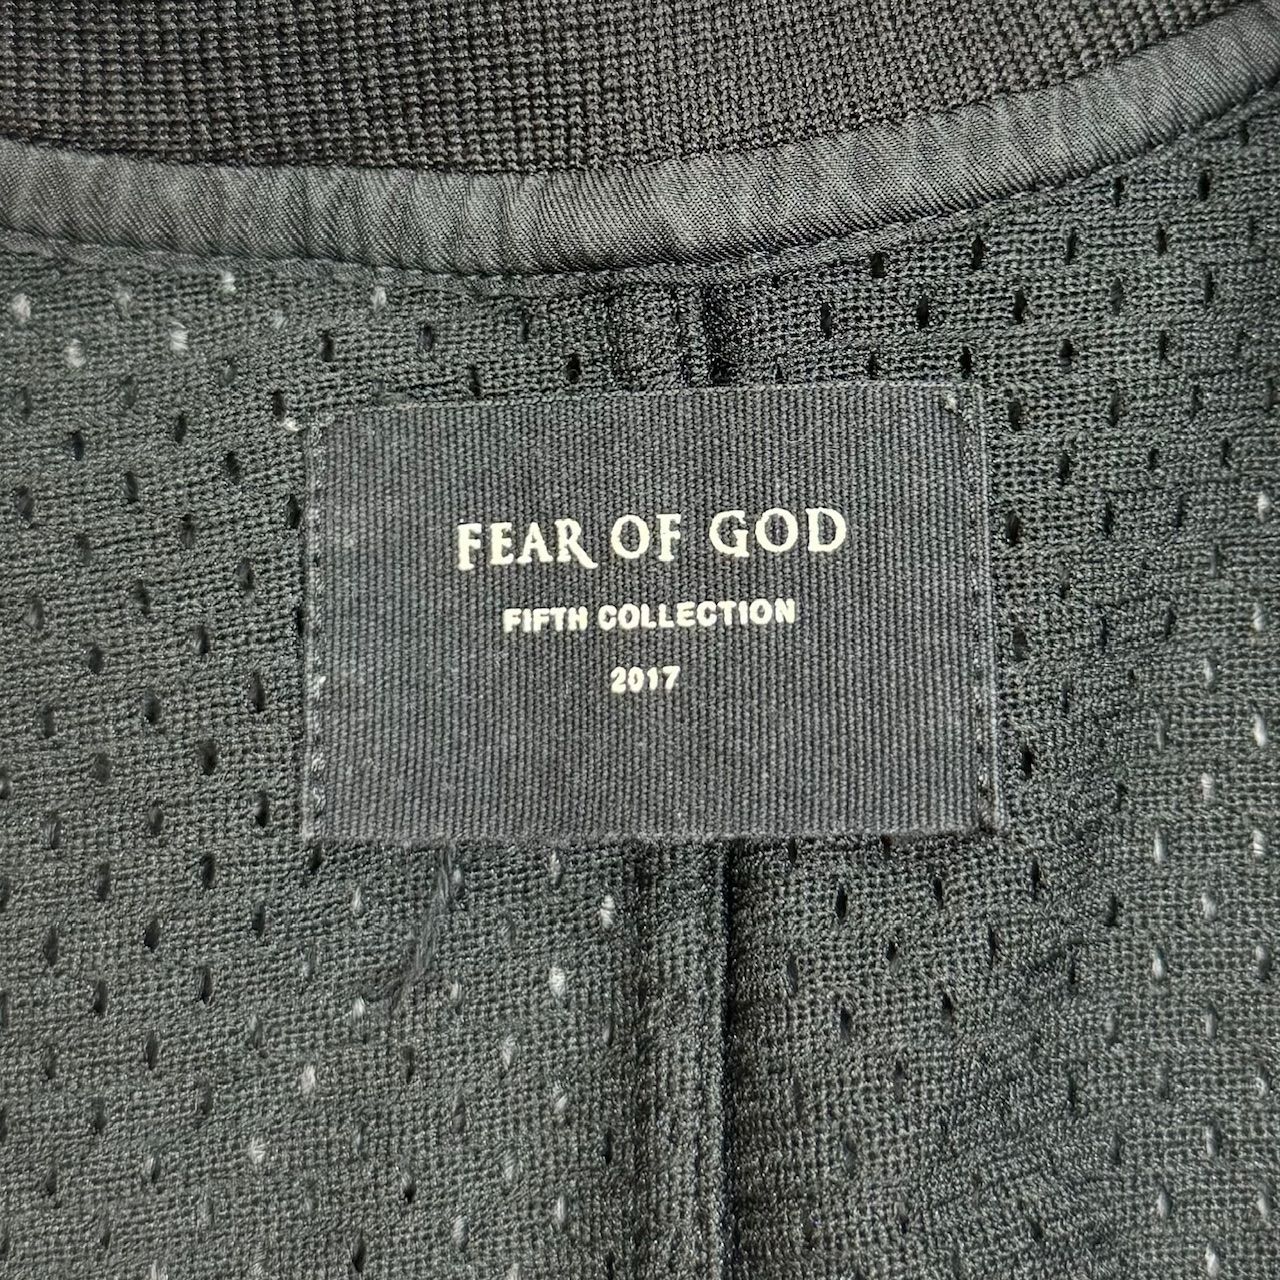 FEAR OF GOD
FIFTH COLLECTION
2017